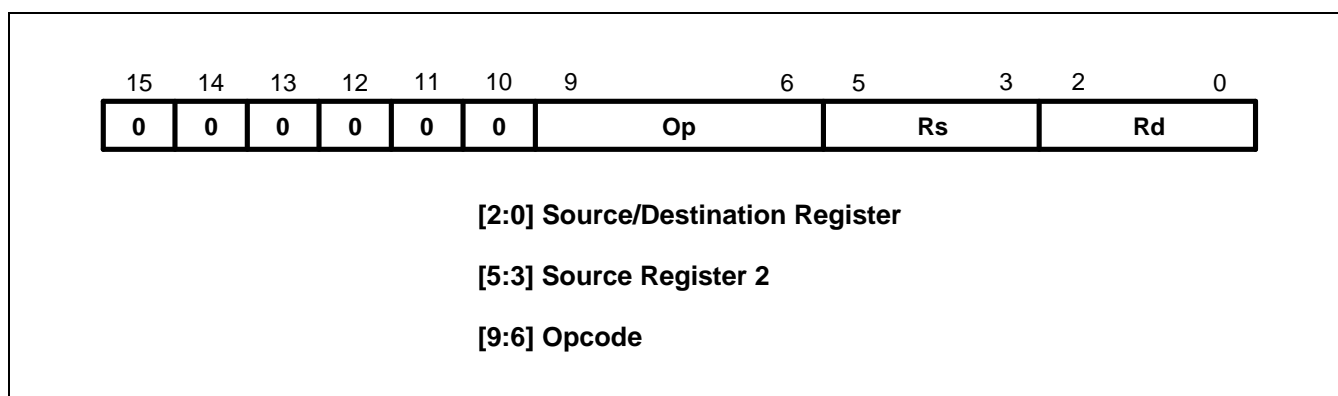 15 14 13 12 11 10 9 6 5 3 2 0
0 0 0 0 0 0 Op Rs Rd
[2:0] Source/Destination Register
[5:3] Source Register 2
[9:6] Opcode